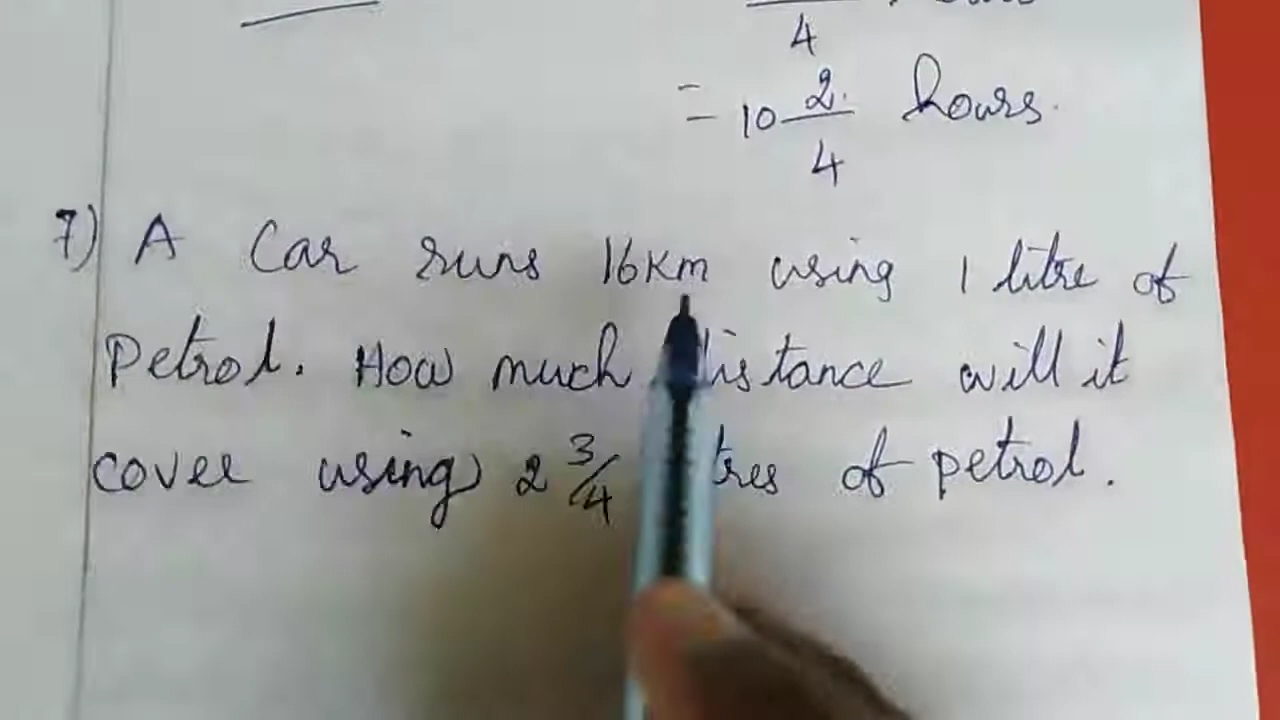 4
= 10 2/4 hours.
7) A Car runs 16km using 1 litre of
Petrol. How much distance will it
cover using 2 3/4 tres of petrol.